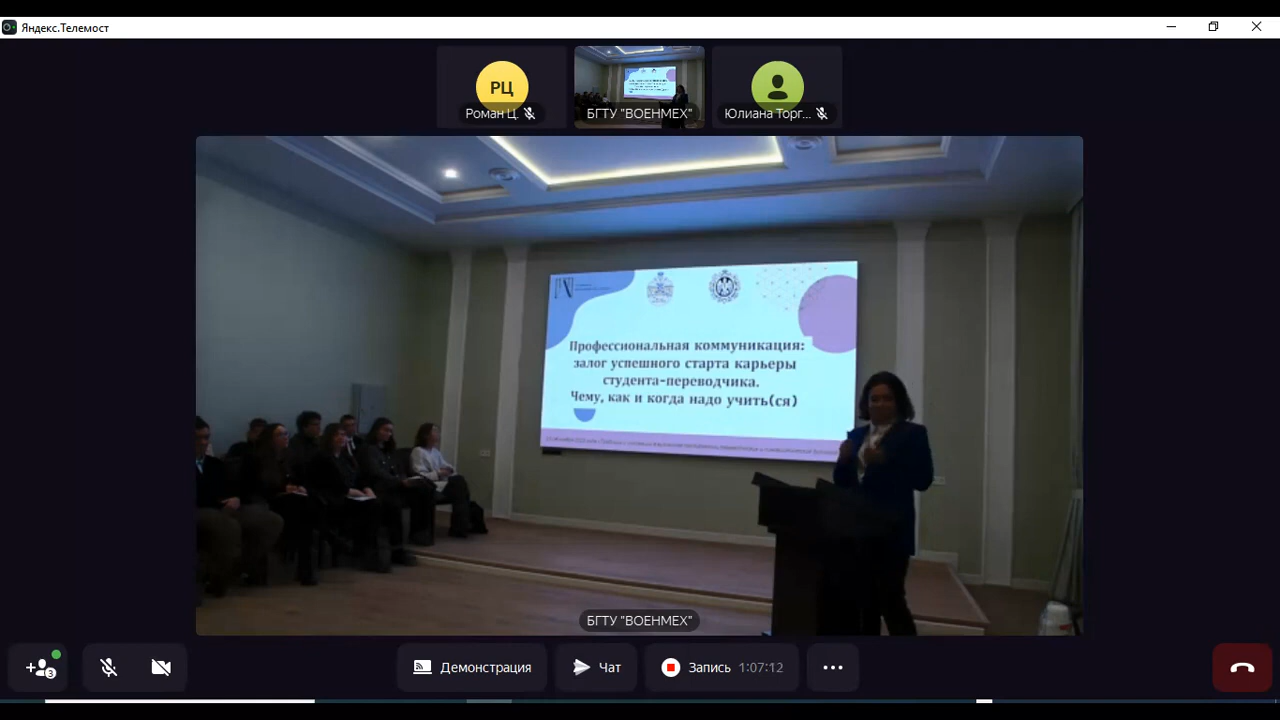 Яндекс.Телемост
РЦ
Роман Ц.
БГТУ "ВОЕНМЕХ"
Юлиана Торг...
Профессиональная коммуникация:
залог успешного старта карьеры
студента-переводчика.
Чему, как и когда надо учить(ся)
БГТУ "ВОЕНМЕХ"
3
Демонстрация
Чат
Запись 1:07:12